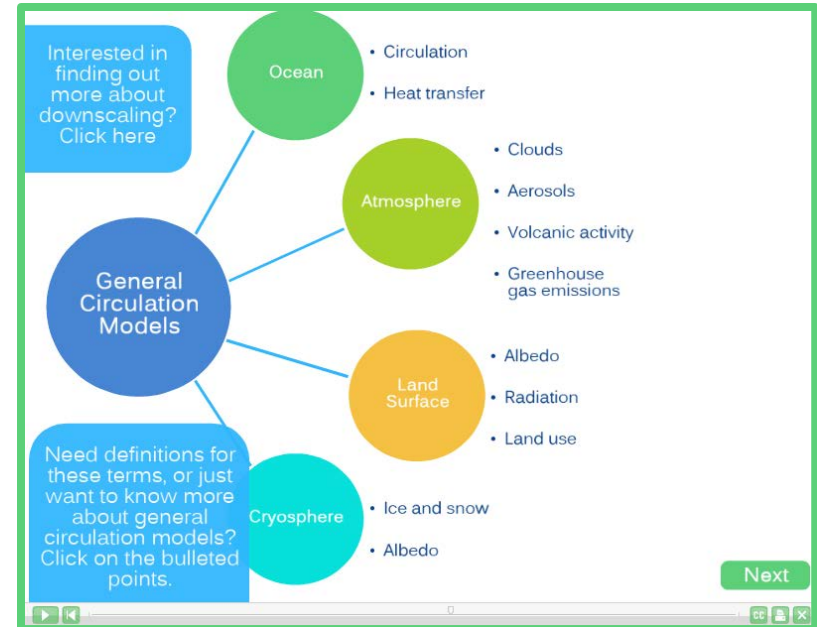 Interested in
finding out
more about
downscaling?
Click here
Ocean
• Circulation
• Heat transfer
Atmosphere
• Clouds
• Aerosols
• Volcanic activity
• Greenhouse
gas emissions
General
Circulation
Models
Land
Surface
• Albedo
• Radiation
• Land use
Need definitions for
these terms, or just
want to know more
about general
circulation models?
Click on the bulleted
points.
Cryosphere
• Ice and snow
• Albedo
Next
CC